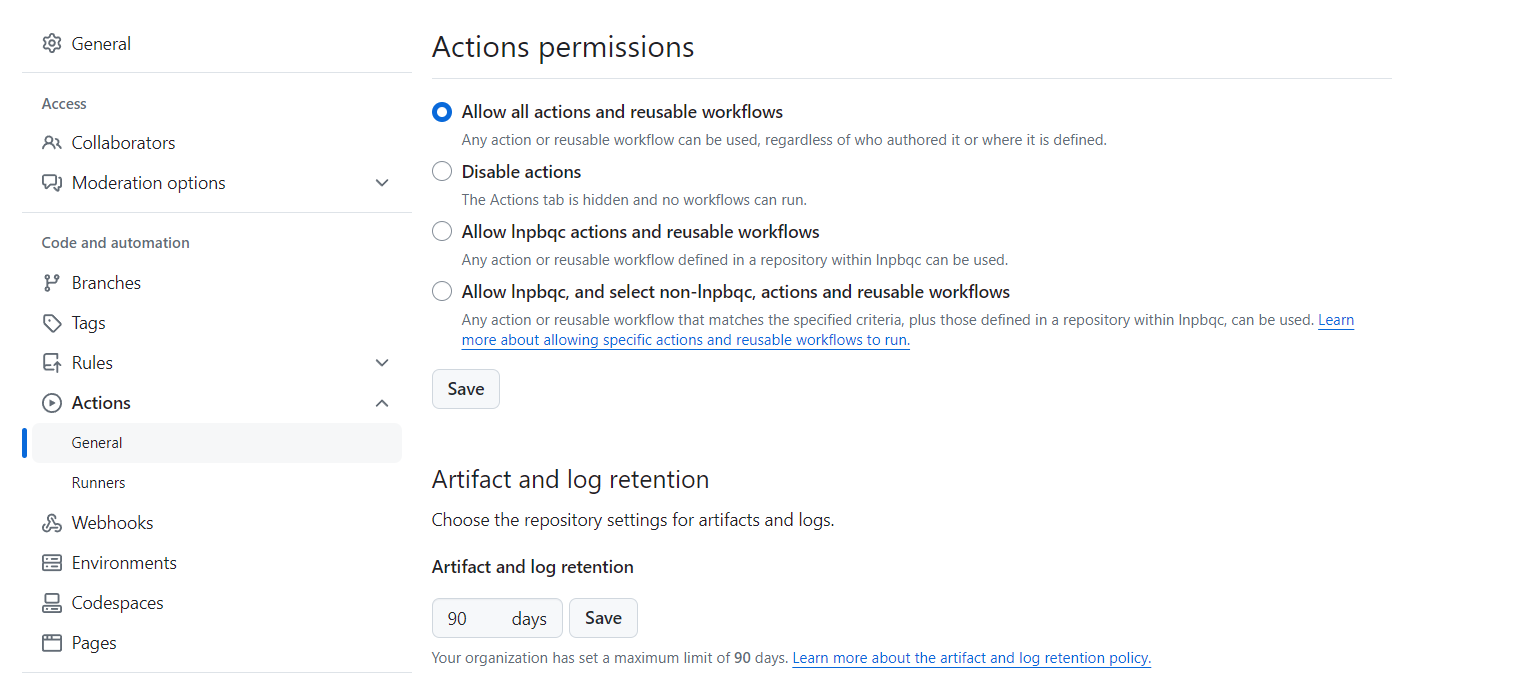 General
Access
Collaborators
Moderation options
Code and automation
Branches
Tags
Rules
Actions
General
Runners
Webhooks
Environments
Codespaces
Pages
Actions permissions
Allow all actions and reusable workflows
Any action or reusable workflow can be used, regardless of who authored it or where it is defined.
Disable actions
The Actions tab is hidden and no workflows can run.
Allow lnpbqc actions and reusable workflows
Any action or reusable workflow defined in a repository within lnpbqc can be used.
Allow lnpbqc, and select non-lnpbqc, actions and reusable workflows
Any action or reusable workflow that matches the specified criteria, plus those defined in a repository within lnpbqc, can be used. Learn
more about allowing specific actions and reusable workflows to run.
Save
Artifact and log retention
Choose the repository settings for artifacts and logs.
Artifact and log retention
90 days Save
Your organization has set a maximum limit of 90 days. Learn more about the artifact and log retention policy.